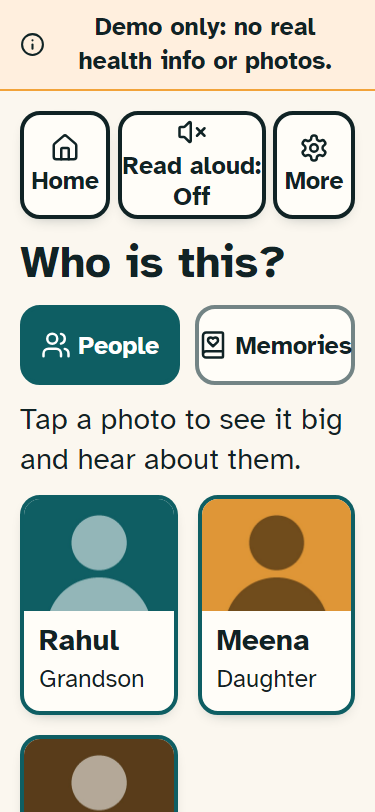 Demo only: no real
health info or photos.
Home
Read aloud:
Off
More
Who is this?
People
Memories
Tap a photo to see it big
and hear about them.
Rahul
Grandson
Meena
Daughter